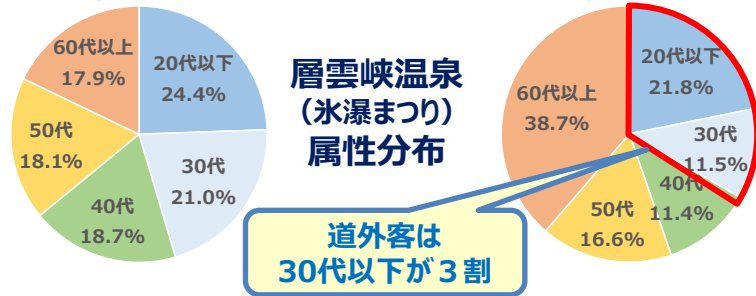 60代以上
17.9%
20代以下
24.4%
50代
18.1%
30代
21.0%
40代
18.7%
層雲峡温泉
（氷瀑まつり）
属性分布
20代以下
21.8%
60代以上
38.7%
30代
11.5%
40代
11.4%
50代
16.6%
道外客は
30代以下が３割